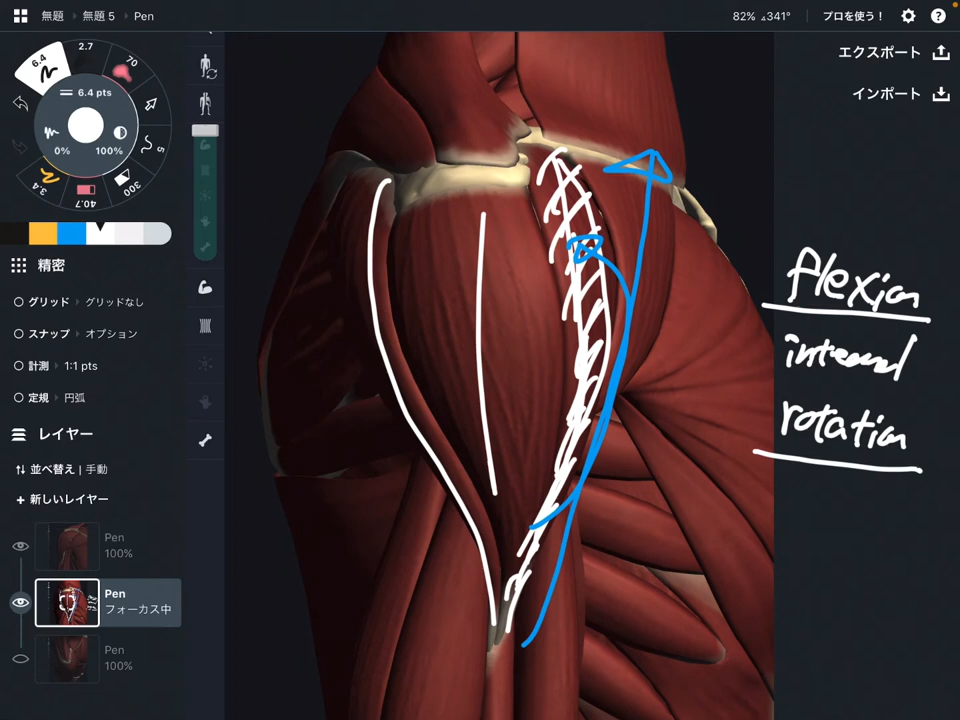 無題 › 無題 5 › Pen
82% ⊿341° プロを使う！
エクスポート
インポート
2.7
6.4
70
6.4 pts
5
0% 100%
300
40.7
3.4
精密
グリッド グリッドなし
スナップ オプション
計測 1:1 pts
定規 円弧
レイヤー
並べ替え | 手動
+ 新しいレイヤー
Pen
100%
Pen
フォーカス中
Pen
100%
flexion
internal
rotation